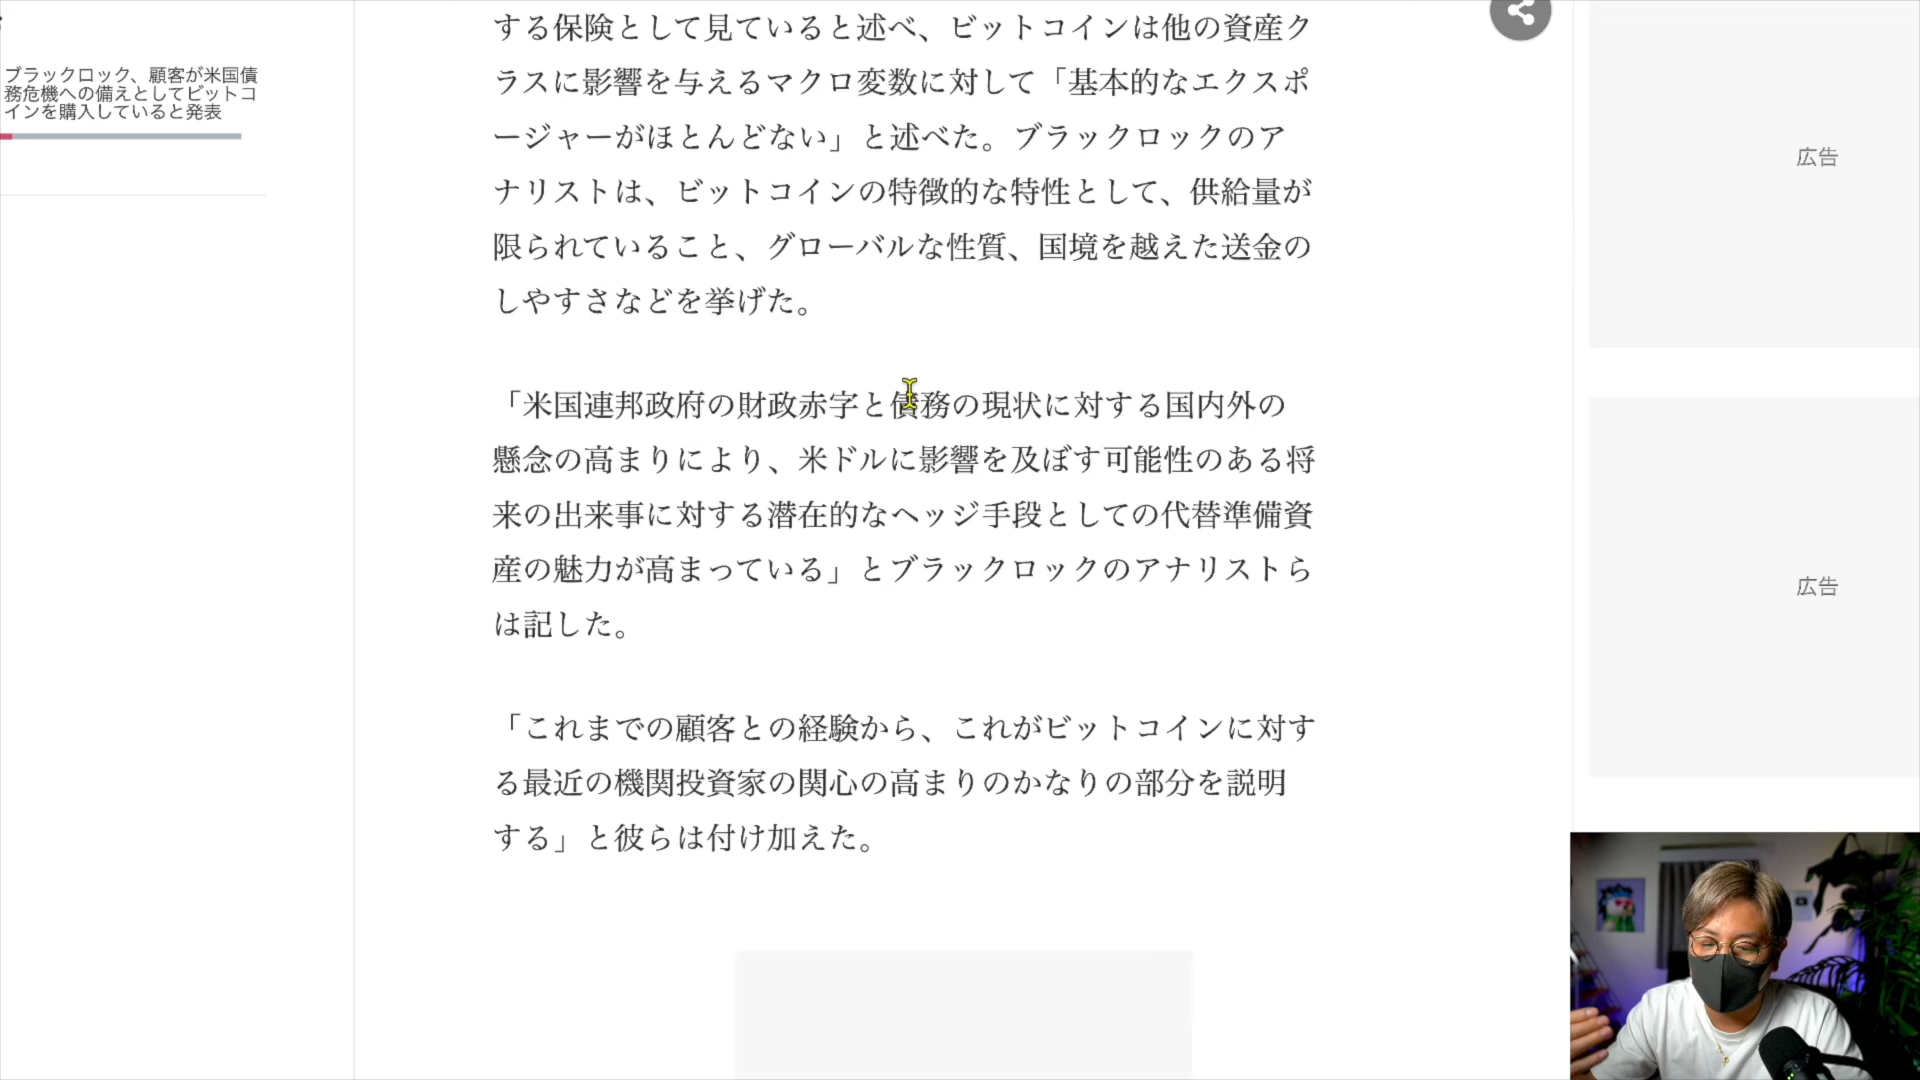 ブラックロック、顧客が米国債
務危機への備えとしてビットコ
インを購入していると発表
する保険として見ていると述べ、ビットコインは他の資産ク
ラスに影響を与えるマクロ変数に対して「基本的なエクスポ
ージャーがほとんどない」と述べた。ブラックロックのア
ナリストは、ビットコインの特徴的な特性として、供給量が
限られていること、グローバルな性質、国境を越えた送金の
しやすさなどを挙げた。
「米国連邦政府の財政赤字と債務の現状に対する国内外の
懸念の高まりにより、米ドルに影響を及ぼす可能性のある将
来の出来事に対する潜在的なヘッジ手段としての代替準備資
産の魅力が高まっている」とブラックロックのアナリストら
は記した。
「これまでの顧客との経験から、これがビットコインに対す
る最近の機関投資家の関心の高まりのかなりの部分を説明
する」と彼らは付け加えた。
広告
広告